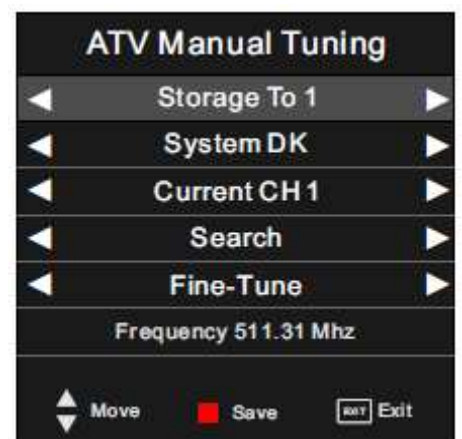 ATV Manual Tuning
Storage To 1
System DK
Current CH 1
Search
Fine-Tune
Frequency 511.31 Mhz
Move Save EXIT Exit